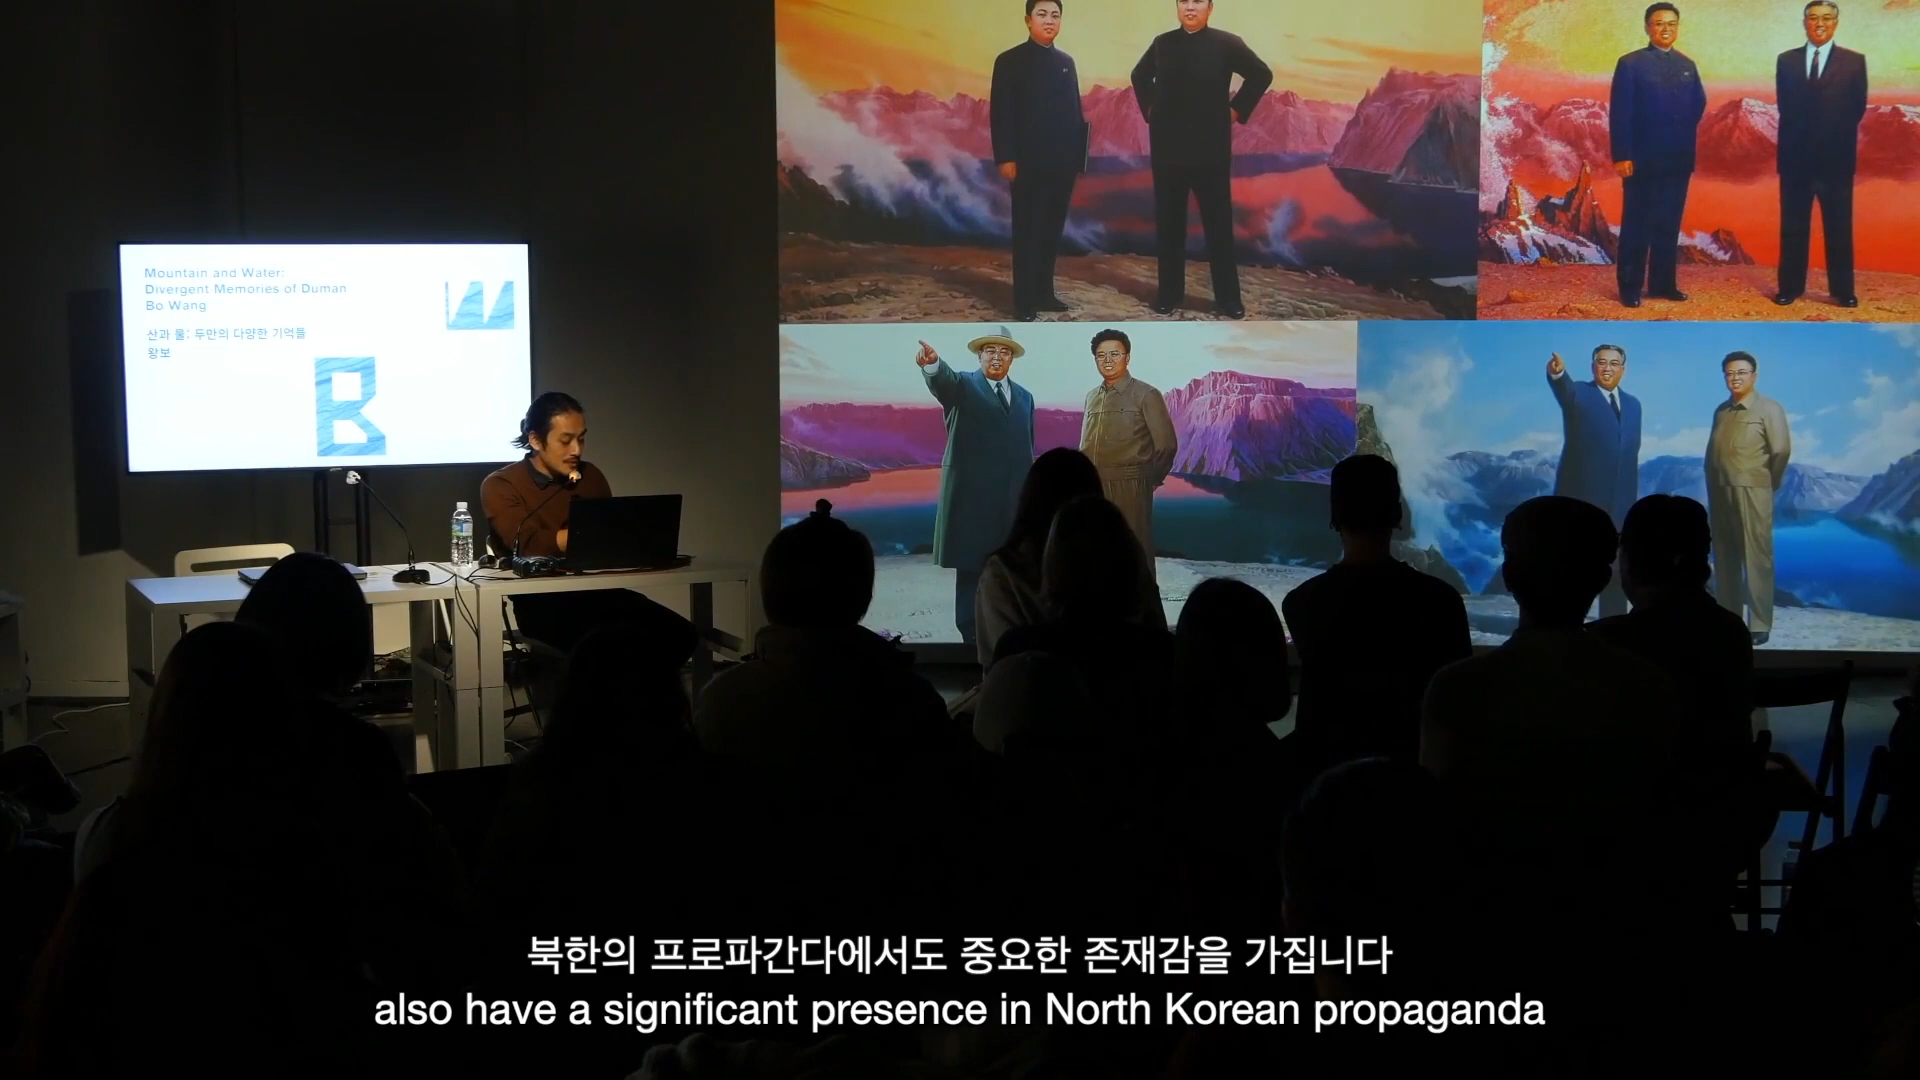 Mountain and Water:
Divergent Memories of Duman
Bo Wang
산과 물: 두만의 다양한 기억들
왕보
W
B
북한의 프로파간다에서도 중요한 존재감을 가집니다
also have a significant presence in North Korean propaganda